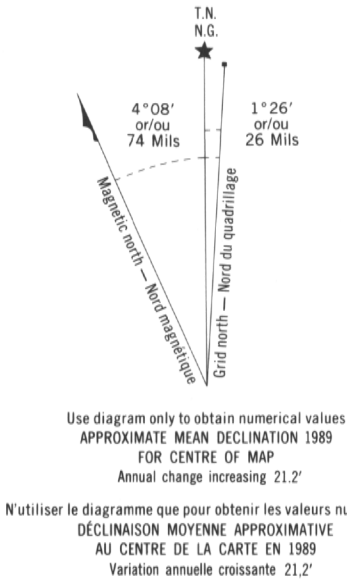 T.N.
N.G.
4°08′
or/ou
74 Mils
1°26′
or/ou
26 Mils
Magnetic north — Nord magnétique
Grid north — Nord du quadrillage
Use diagram only to obtain numerical values
APPROXIMATE MEAN DECLINATION 1989
FOR CENTRE OF MAP
Annual change increasing 21.2′
N'utiliser le diagramme que pour obtenir les valeurs nu
DÉCLINAISON MOYENNE APPROXIMATIVE
AU CENTRE DE LA CARTE EN 1989
Variation annuelle croissante 21,2′